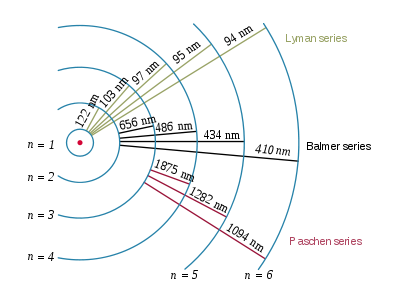 94 nm
95 nm
97 nm
103 nm
122 nm
Lyman series
656 nm
486 nm
434 nm
410 nm
Balmer series
1875 nm
1282 nm
1094 nm
Paschen series
n = 1
n = 2
n = 3
n = 4
n = 5
n = 6